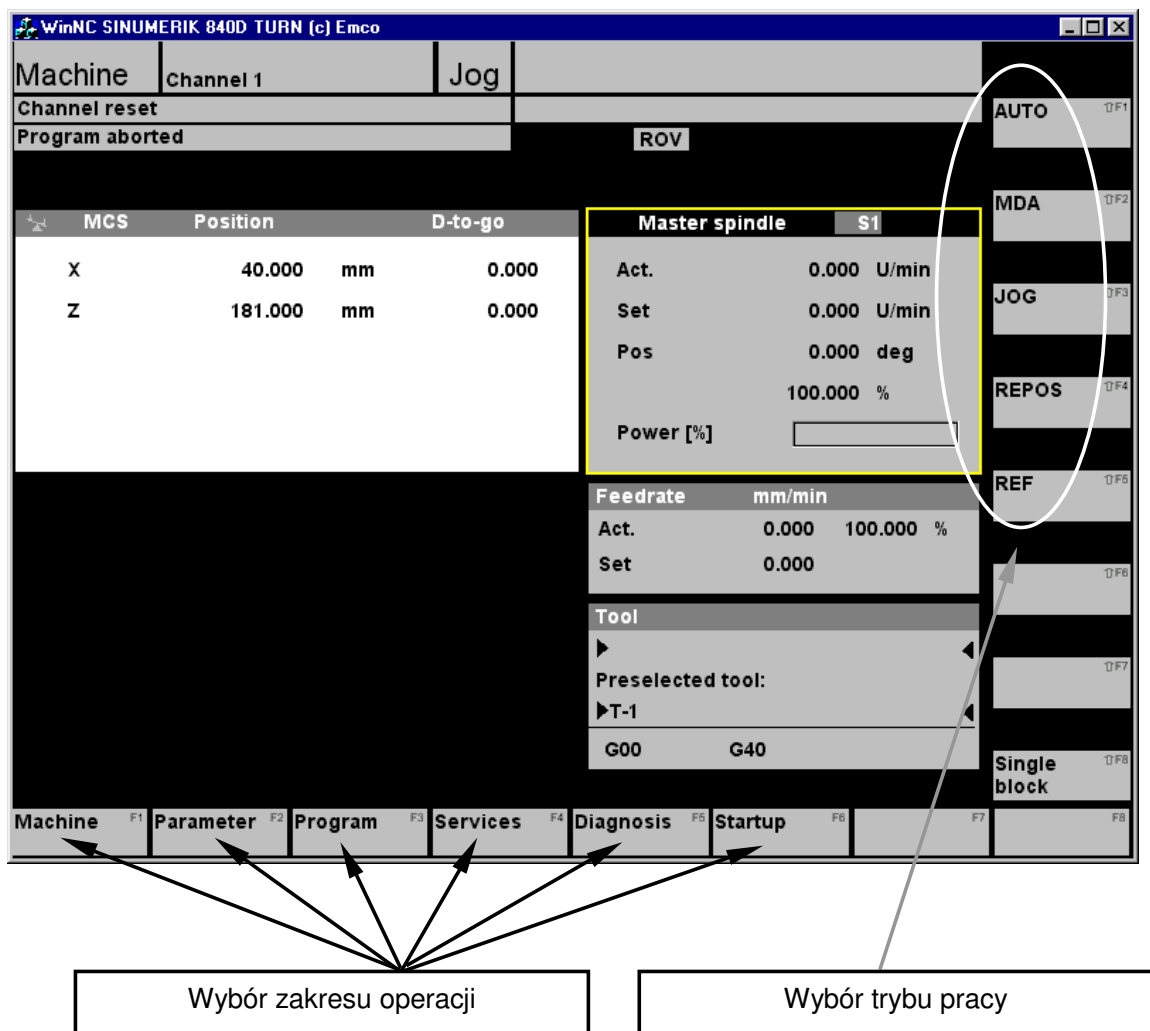 WinNC SINUMERIK 840D TURN (c) Emco
Machine Channel 1 Jog
Channel reset
Program aborted ROV
MCS Position D-to-go
X 40.000 mm 0.000
Z 181.000 mm 0.000
Master spindle S1
Act. 0.000 U/min
Set 0.000 U/min
Pos 0.000 deg
100.000 %
Power [%]
Feedrate mm/min
Act. 0.000 100.000 %
Set 0.000
Tool
Preselected tool:
T-1
G00 G40
AUTO ⇧F1
MDA ⇧F2
JOG ⇧F3
REPOS ⇧F4
REF ⇧F5
⇧F6
⇧F7
Single ⇧F8
block
Machine F1 Parameter F2 Program F3 Services F4 Diagnosis F5 Startup F6 F7 F8
Wybór zakresu operacji
Wybór trybu pracy